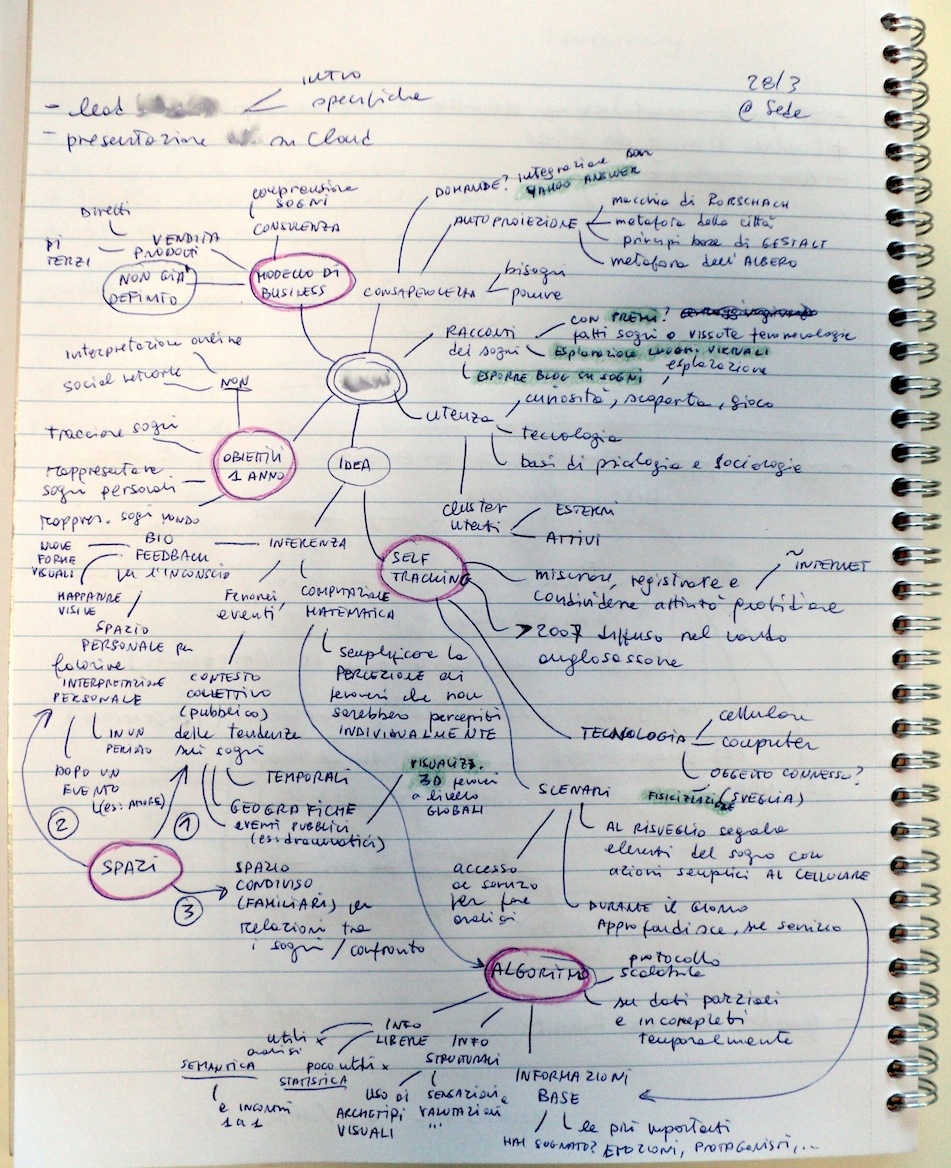 28/3
@ Sede
- lead
intro
specifiche
- presentazione
su Cloud
comprensione
SOGNI
CONSULENZA
Diretti
DI
TERZI
VENDITA
PRODOTTI
NON GIA'
DEFINITO
MODELLO DI
BUSINESS
DOMANDE? integrazione con
YAHOO ANSWER
AUTOPROIEZIONE
macchia di RORSCHACH
metafora della città
principi base di GESTALT
metafora dell'ALBERO
CONSAPEVOLEZZA
bisogni
paure
RACCONTI
dei sogni
CON PREMI?
fatti sogni o vissute fenomenologie
Esplorazione luoghi virtuali
ESPORRE BLOG SU SOGNI
esplorazione
utenza
curiosità, scoperta, gioco
tecnologia
basi di psicologia e sociologia
cluster
utenti
ESTERNI
ATTIVI
Interpretazione online
social network
NON
tracciare sogni
rappresentare
sogni personali
rappres. sogni mondo
OBIETTIVI
1 ANNO
IDEA
NUOVE
FORME
VISUALI
BIO
FEEDBACK
per l'inconscio
INFERENZA
MAPPATURE
VISIVE
SPAZIO
PERSONALE per
favorire
INTERPRETAZIONE
PERSONALE
IN UN
PERIODO
DOPO UN
EVENTO
(es: AMORE)
Fenomeni
eventi
COMPUTAZIONE
MATEMATICA
semplificare la
PERCEZIONE di
fenomeni che non
sarebbero percepiti
INDIVIDUALMENTE
CONTESTO
COLLETTIVO
(pubblico)
delle tendenze
sui sogni
TEMPORALI
GEOGRAFICHE
EVENTI PUBBLICI
(es: drammatici)
VISUALIZZ.
3D fenomeni
a livello
GLOBALI
SELF
TRACKING
misurare, registrare e
condividere attività quotidiane
~ INTERNET
> 2007 diffuso nel mondo
anglosassone
TECNOLOGIA
cellulare
computer
OGGETTO CONNESSO?
(SVEGLIA)
SCENARI
AL RISVEGLIO segnala
elementi del sogno con
azioni semplici AL CELLULARE
DURANTE il GIORNO
Approfondisce, sul servizio
accesso
al servizio
per fare
analisi
SPAZI
1
2
3
SPAZIO
CONDIVISO
(FAMILIARI) per
relazioni tra
i sogni / confronto
ALGORITMO
protocollo
scalabile
su dati parziali
e incompleti
temporalmente
INFO
LIBERE
utili x
analisi
SEMANTICA
e incontri
1 a 1
poco utili x
STATISTICA
INFO
STRUTTURALI
USO DI
ARCHETIPI
VISUALI
SENSAZIONI e
VALUTAZIONI
"'
INFORMAZIONI
BASE
le più importanti
HAI SOGNATO? EMOZIONI, PROTAGONISTI,...